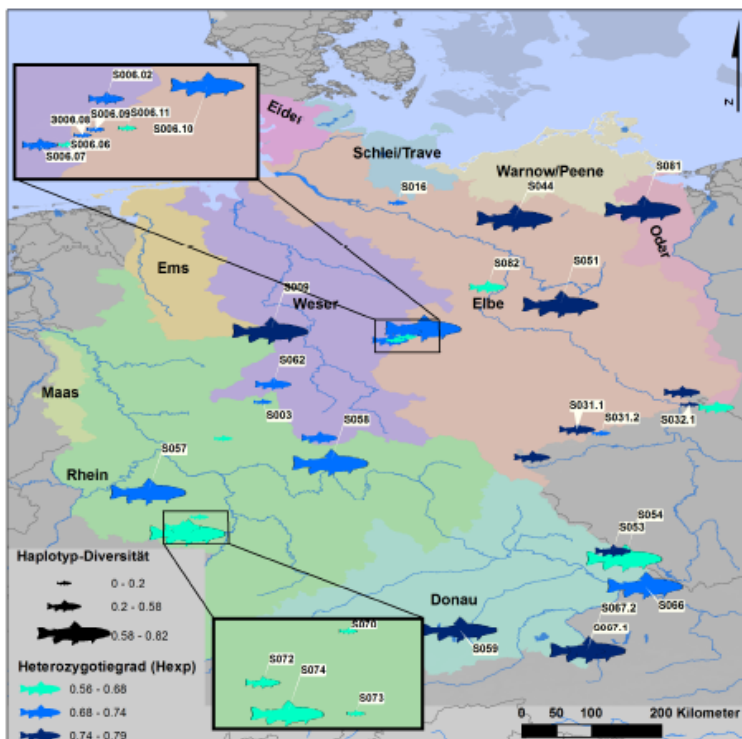 S006.02
S006.09
S006.11
S006.08
S006.06
S006.10
S006.07
Eider
Schlei/Trave
Warnow/Peene
S081
S016
S044
Oder
Ems
S082
S051
S009
Weser
Elbe
S062
Maas
S003
S058
S031.1
S031.2
S032.1
S057
Rhein
S054
S053
Haplotyp-Diversität
0 - 0.2
0.2 - 0.58
0.58 - 0.82
Donau
S067.2
S066
S067.1
S059
S070
Heterozygotiegrad (Hexp)
S072
S074
0.56 - 0.68
S073
0.68 - 0.74
0.74 - 0.79
0 50 100 200 Kilometer
N